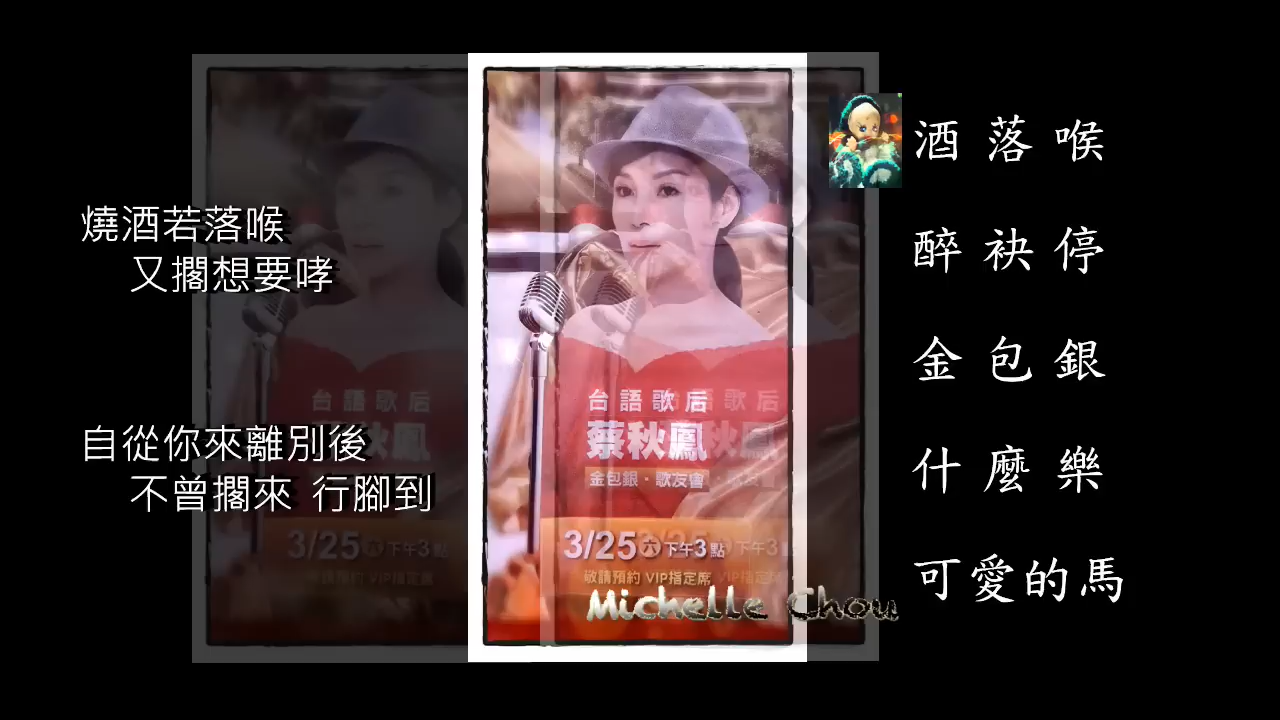 燒酒若落喉
又擱想要哮
自從你來離別後
不曾擱來 行腳到
台語歌后
蔡秋鳳
金包銀・歌友會
3/25 六 下午3點
敬請預約 VIP指定席
Michelle Chou
酒落喉
醉袂停
金包銀
什麼樂
可愛的馬